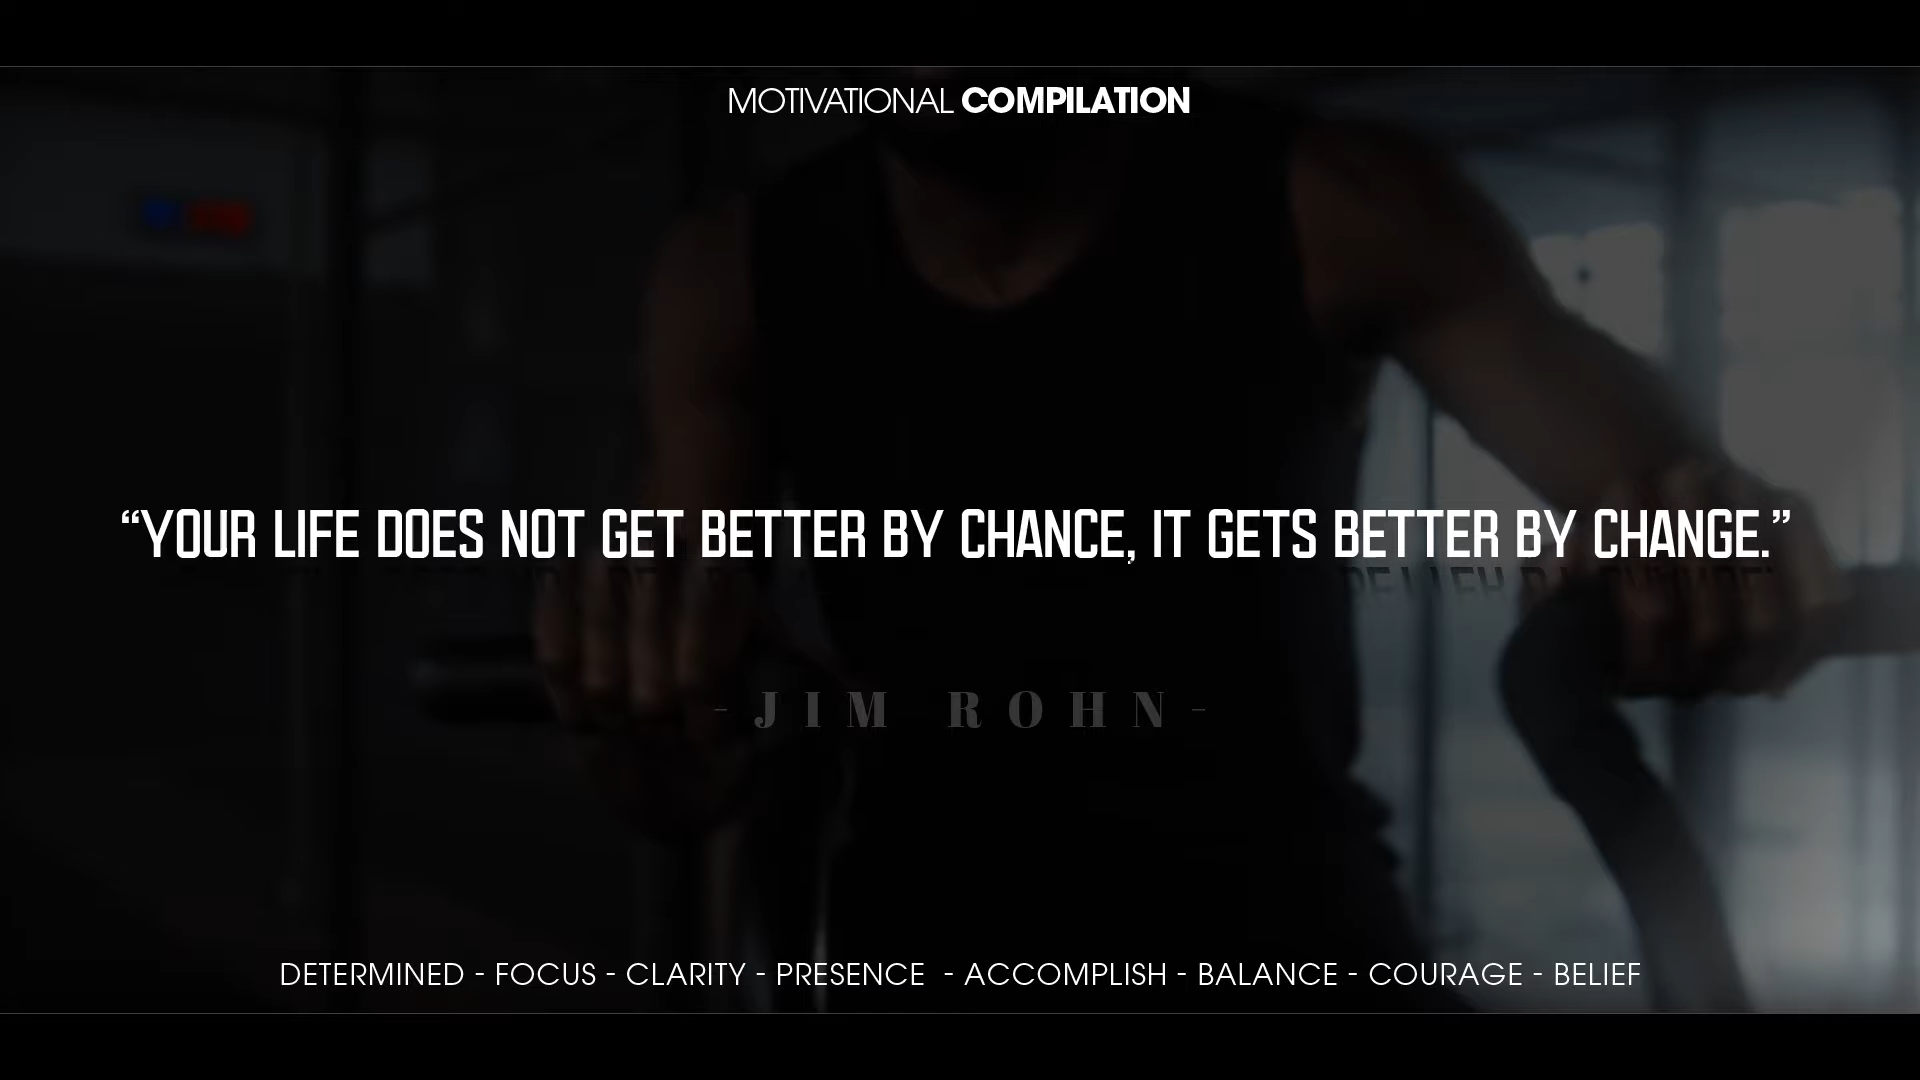 MOTIVATIONAL COMPILATION
“YOUR LIFE DOES NOT GET BETTER BY CHANCE, IT GETS BETTER BY CHANGE.”
- JIM ROHN -
DETERMINED - FOCUS - CLARITY - PRESENCE - ACCOMPLISH - BALANCE - COURAGE - BELIEF